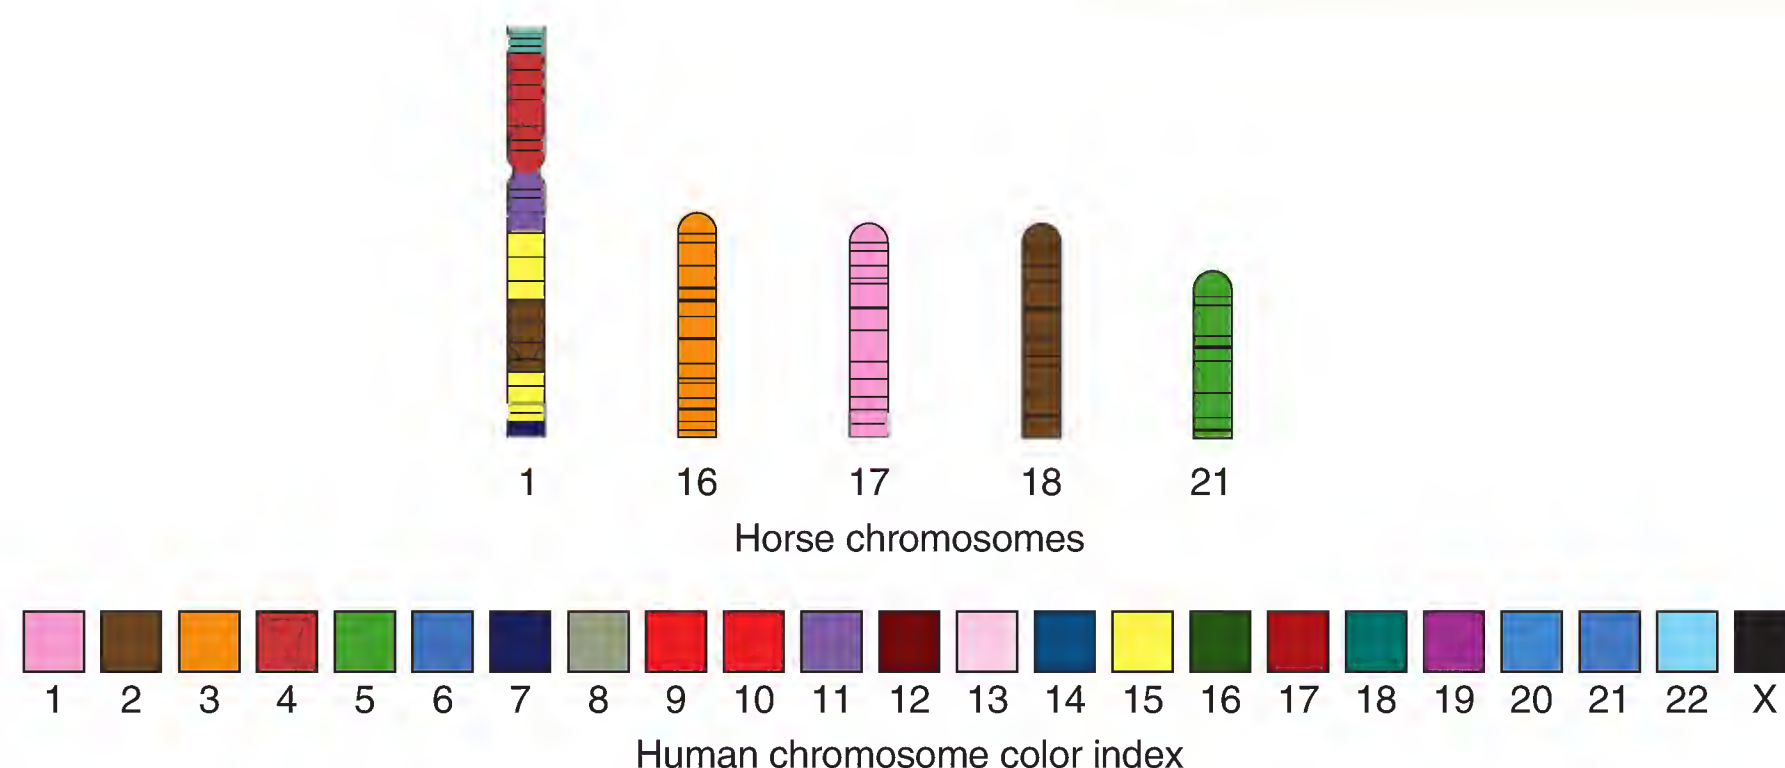 1 16 17 18 21
Horse chromosomes
1 2 3 4 5 6 7 8 9 10 11 12 13 14 15 16 17 18 19 20 21 22 X
Human chromosome color index